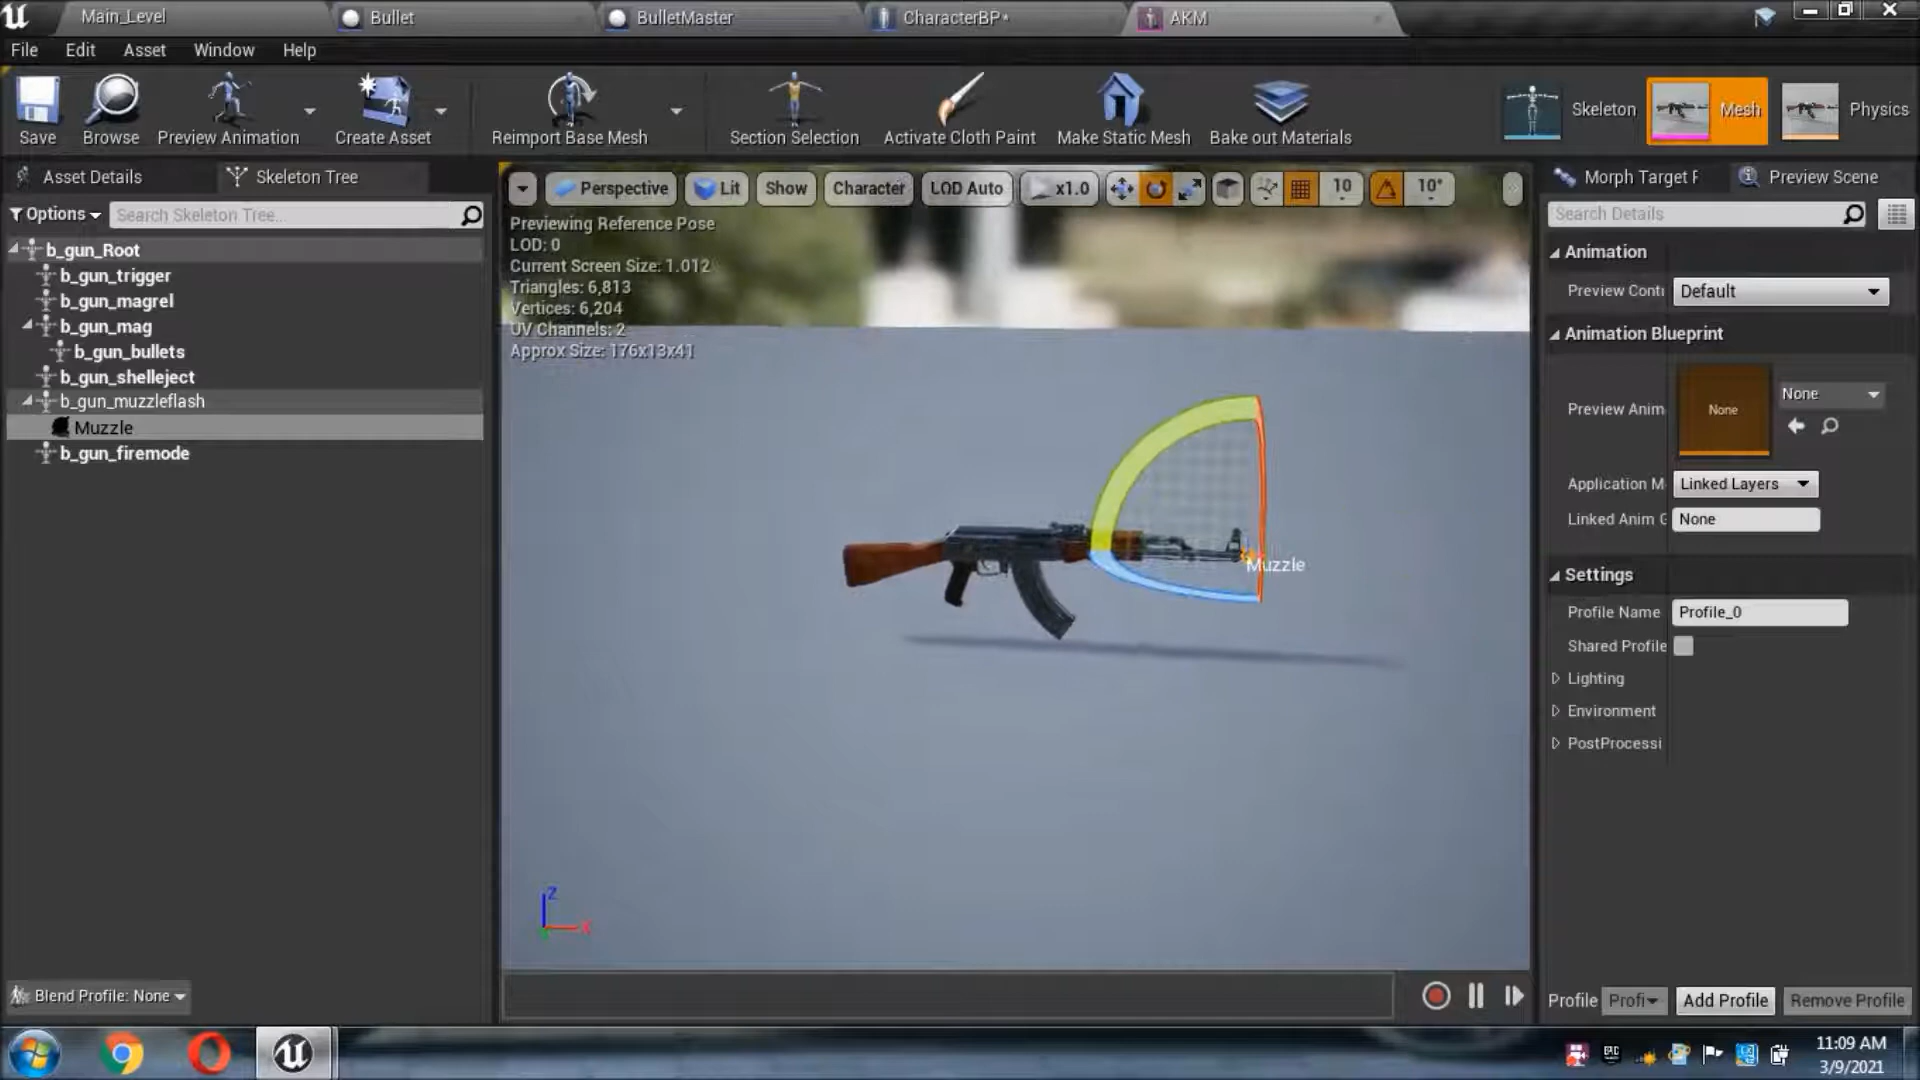 Main_Level
Bullet
BulletMaster
CharacterBP*
AKM
File Edit Asset Window Help
Save
Browse
Preview Animation
Create Asset
Reimport Base Mesh
Section Selection
Activate Cloth Paint
Make Static Mesh
Bake out Materials
Skeleton
Mesh
Physics
Asset Details
Skeleton Tree
Options
Search Skeleton Tree...
b_gun_Root
b_gun_trigger
b_gun_magrel
b_gun_mag
b_gun_bullets
b_gun_shelleject
b_gun_muzzleflash
Muzzle
b_gun_firemode
Blend Profile: None
Perspective
Lit
Show
Character
LOD Auto
x1.0
10
10°
Previewing Reference Pose
LOD: 0
Current Screen Size: 1.012
Triangles: 6,813
Vertices: 6,204
UV Channels: 2
Approx Size: 176x13x41
Muzzle
Z
X
Morph Target F
Preview Scene
Search Details
Animation
Preview Conti
Default
Animation Blueprint
Preview Anim
None
None
Application M
Linked Layers
Linked Anim G
None
Settings
Profile Name
Profile_0
Shared Profile
Lighting
Environment
PostProcessi
Profile
Profi
Add Profile
Remove Profile
11:09 AM
3/9/2021